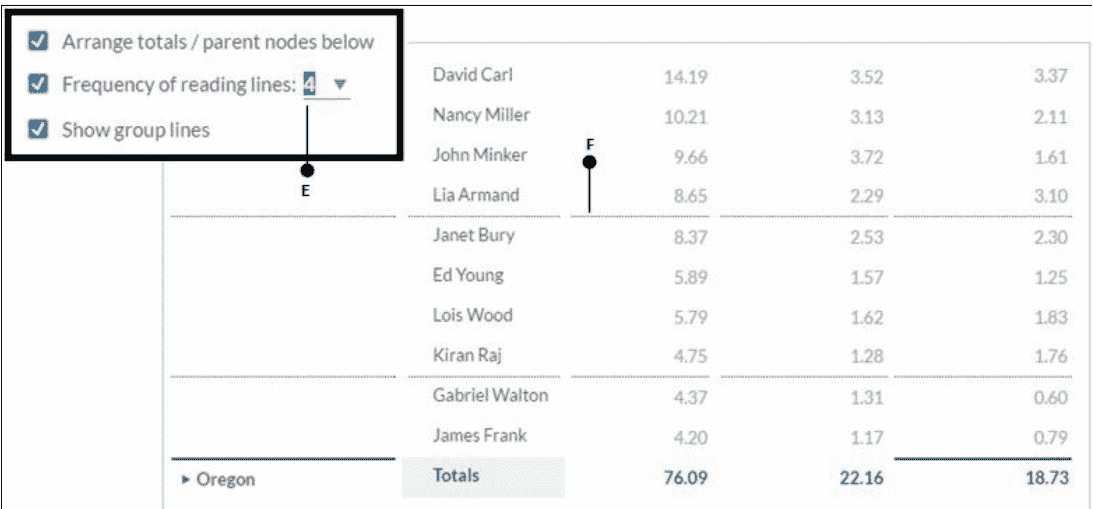 Arrange totals / parent nodes below
Frequency of reading lines: 4
Show group lines
E
F
David Carl 14.19 3.52 3.37
Nancy Miller 10.21 3.13 2.11
John Minker 9.66 3.72 1.61
Lia Armand 8.65 2.29 3.10
Janet Bury 8.37 2.53 2.30
Ed Young 5.89 1.57 1.25
Lois Wood 5.79 1.62 1.83
Kiran Raj 4.75 1.28 1.76
Gabriel Walton 4.37 1.31 0.60
James Frank 4.20 1.17 0.79
Oregon Totals 76.09 22.16 18.73